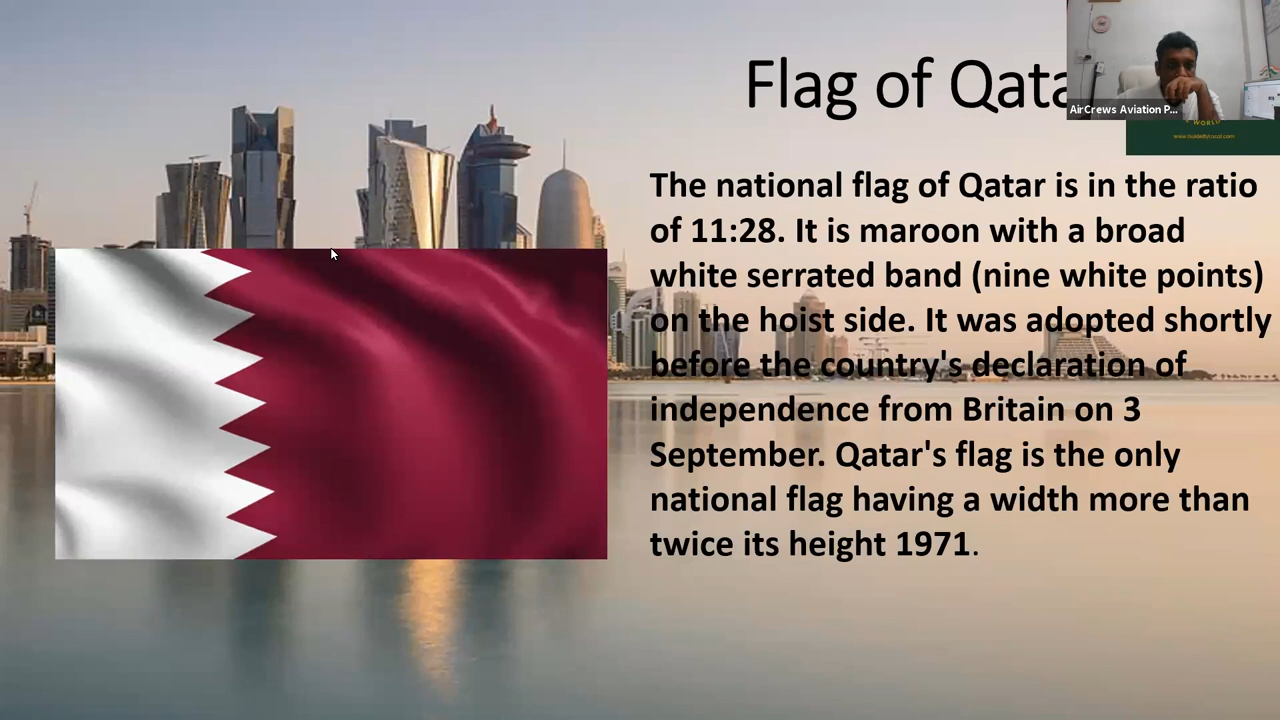 Flag of Qata
AirCrews Aviation P...
WORLD
The national flag of Qatar is in the ratio
of 11:28. It is maroon with a broad
white serrated band (nine white points)
on the hoist side. It was adopted shortly
before the country's declaration of
independence from Britain on 3
September. Qatar's flag is the only
national flag having a width more than
twice its height 1971.